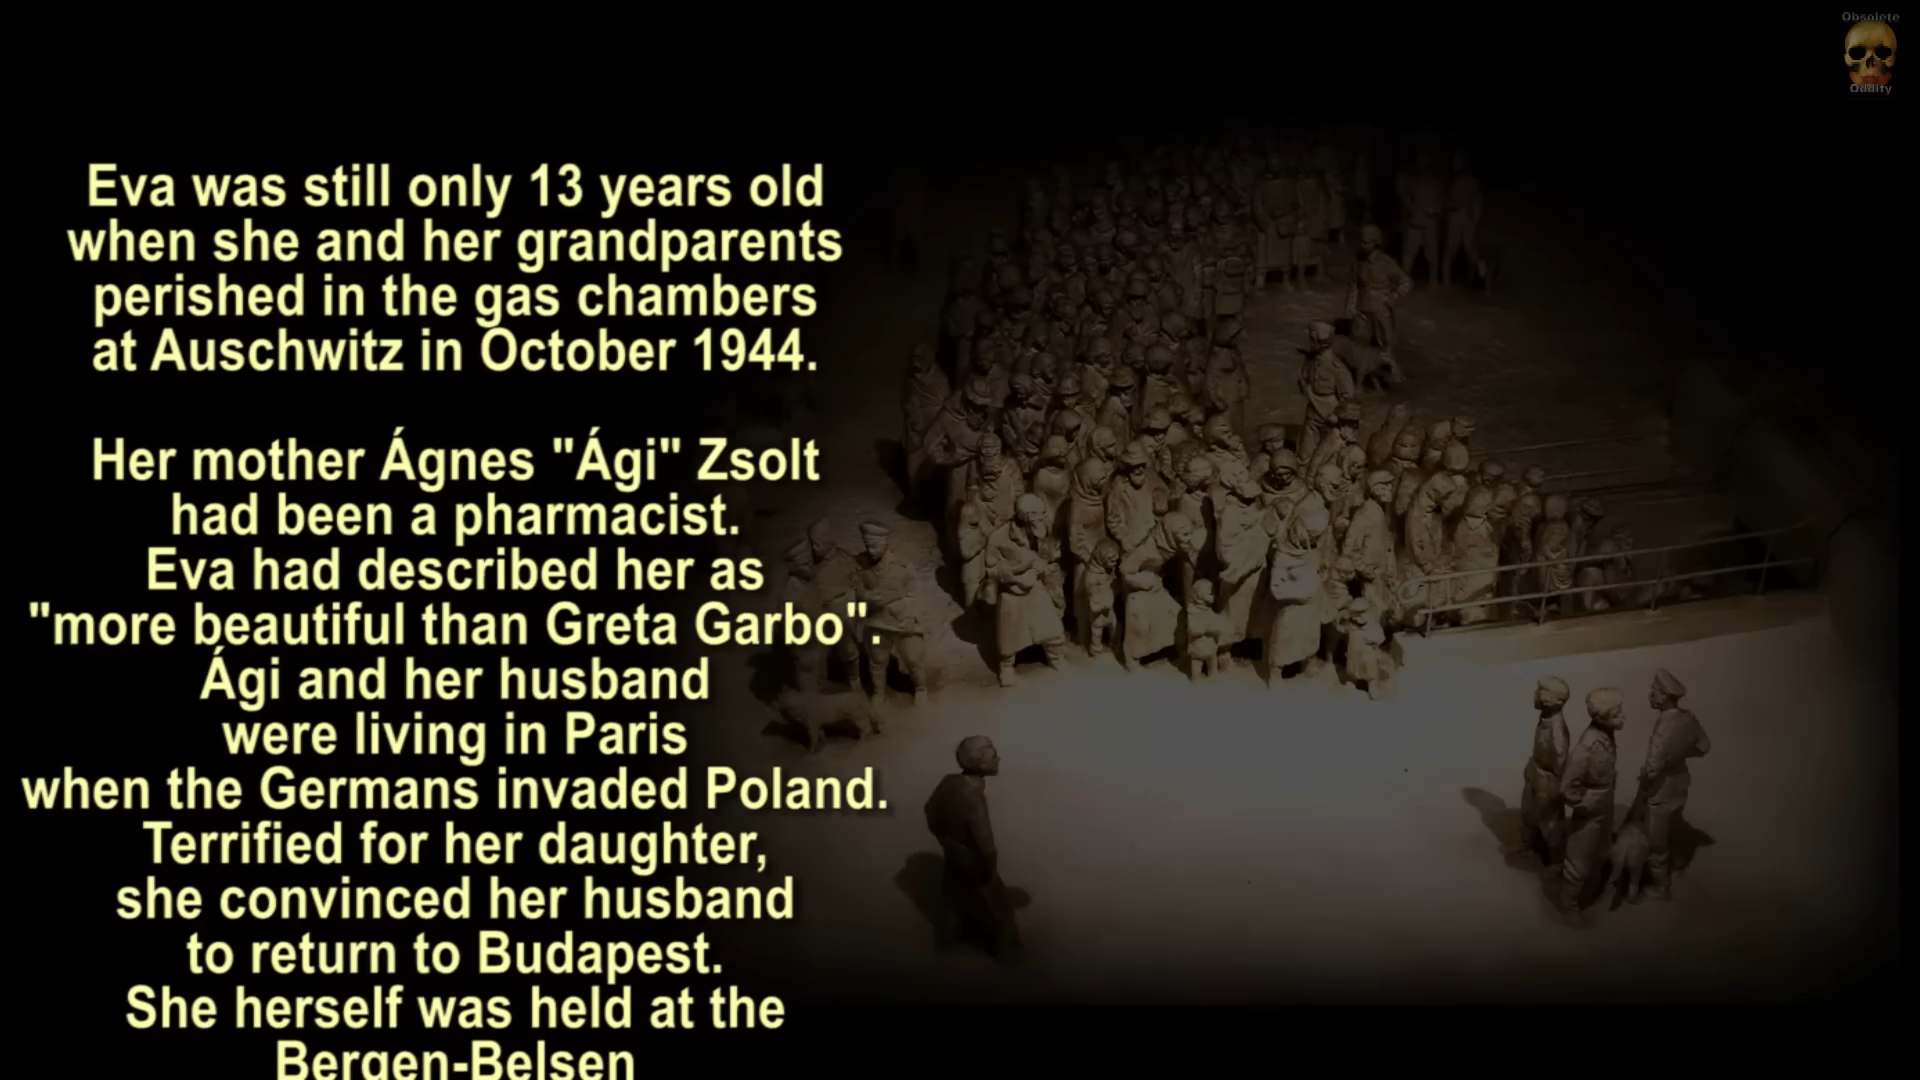 Obsolete
Oddity
Eva was still only 13 years old
when she and her grandparents
perished in the gas chambers
at Auschwitz in October 1944.
Her mother Ágnes "Ági" Zsolt
had been a pharmacist.
Eva had described her as
"more beautiful than Greta Garbo".
Ági and her husband
were living in Paris
when the Germans invaded Poland.
Terrified for her daughter,
she convinced her husband
to return to Budapest.
She herself was held at the
Bergen-Belsen